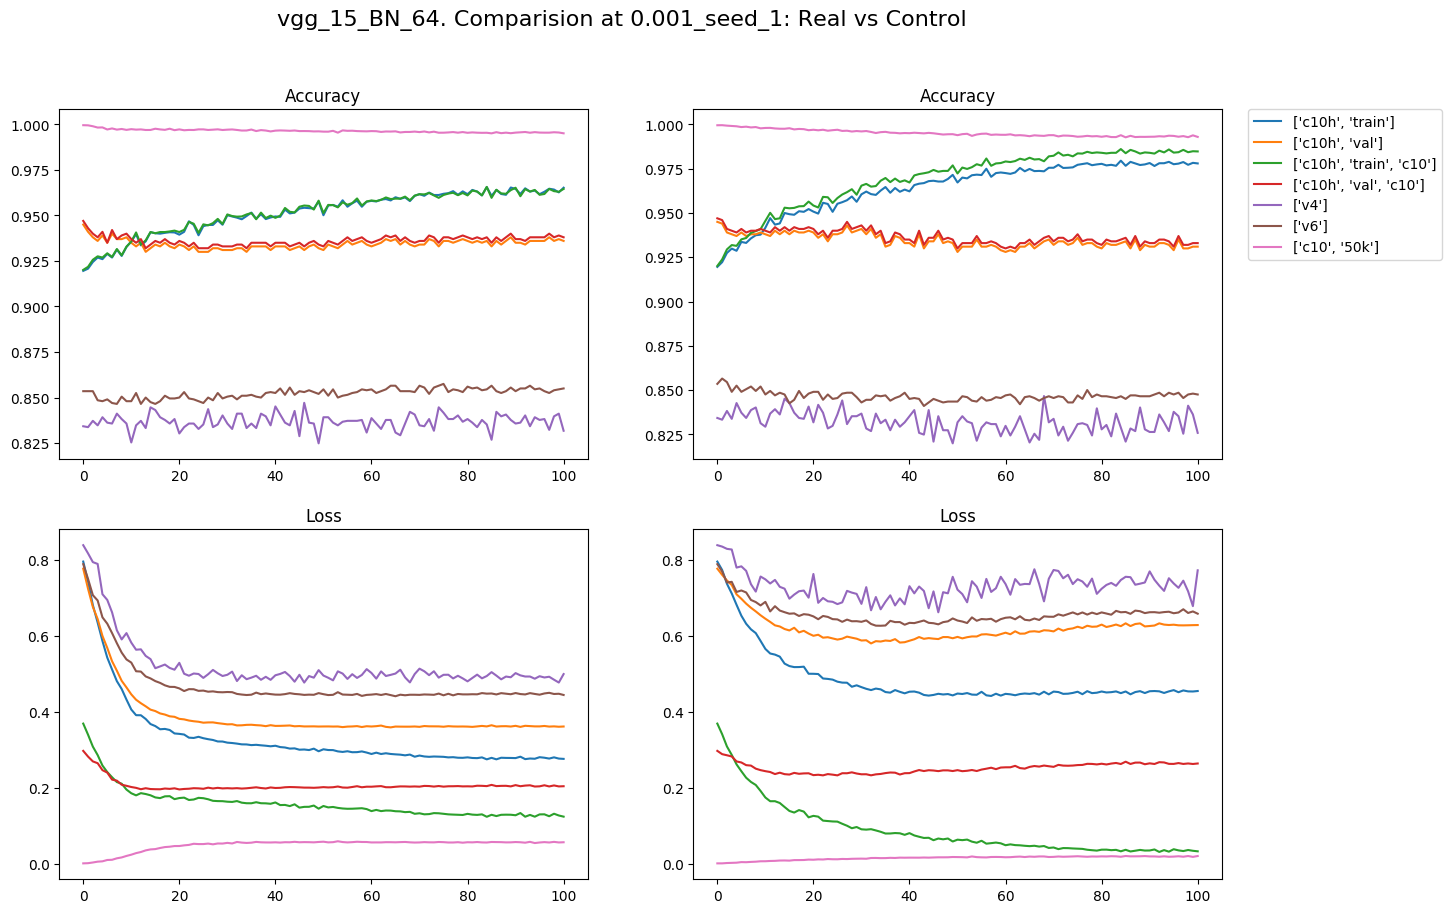 vgg_15_BN_64. Comparision at 0.001_seed_1: Real vs Control
Accuracy
1.000
0.975
0.950
0.925
0.900
0.875
0.850
0.825
0 20 40 60 80 100
Accuracy
1.000
0.975
0.950
0.925
0.900
0.875
0.850
0.825
0 20 40 60 80 100
['c10h', 'train']
['c10h', 'val']
['c10h', 'train', 'c10']
['c10h', 'val', 'c10']
['v4']
['v6']
['c10', '50k']
Loss
0.8
0.6
0.4
0.2
0.0
0 20 40 60 80 100
Loss
0.8
0.6
0.4
0.2
0.0
0 20 40 60 80 100